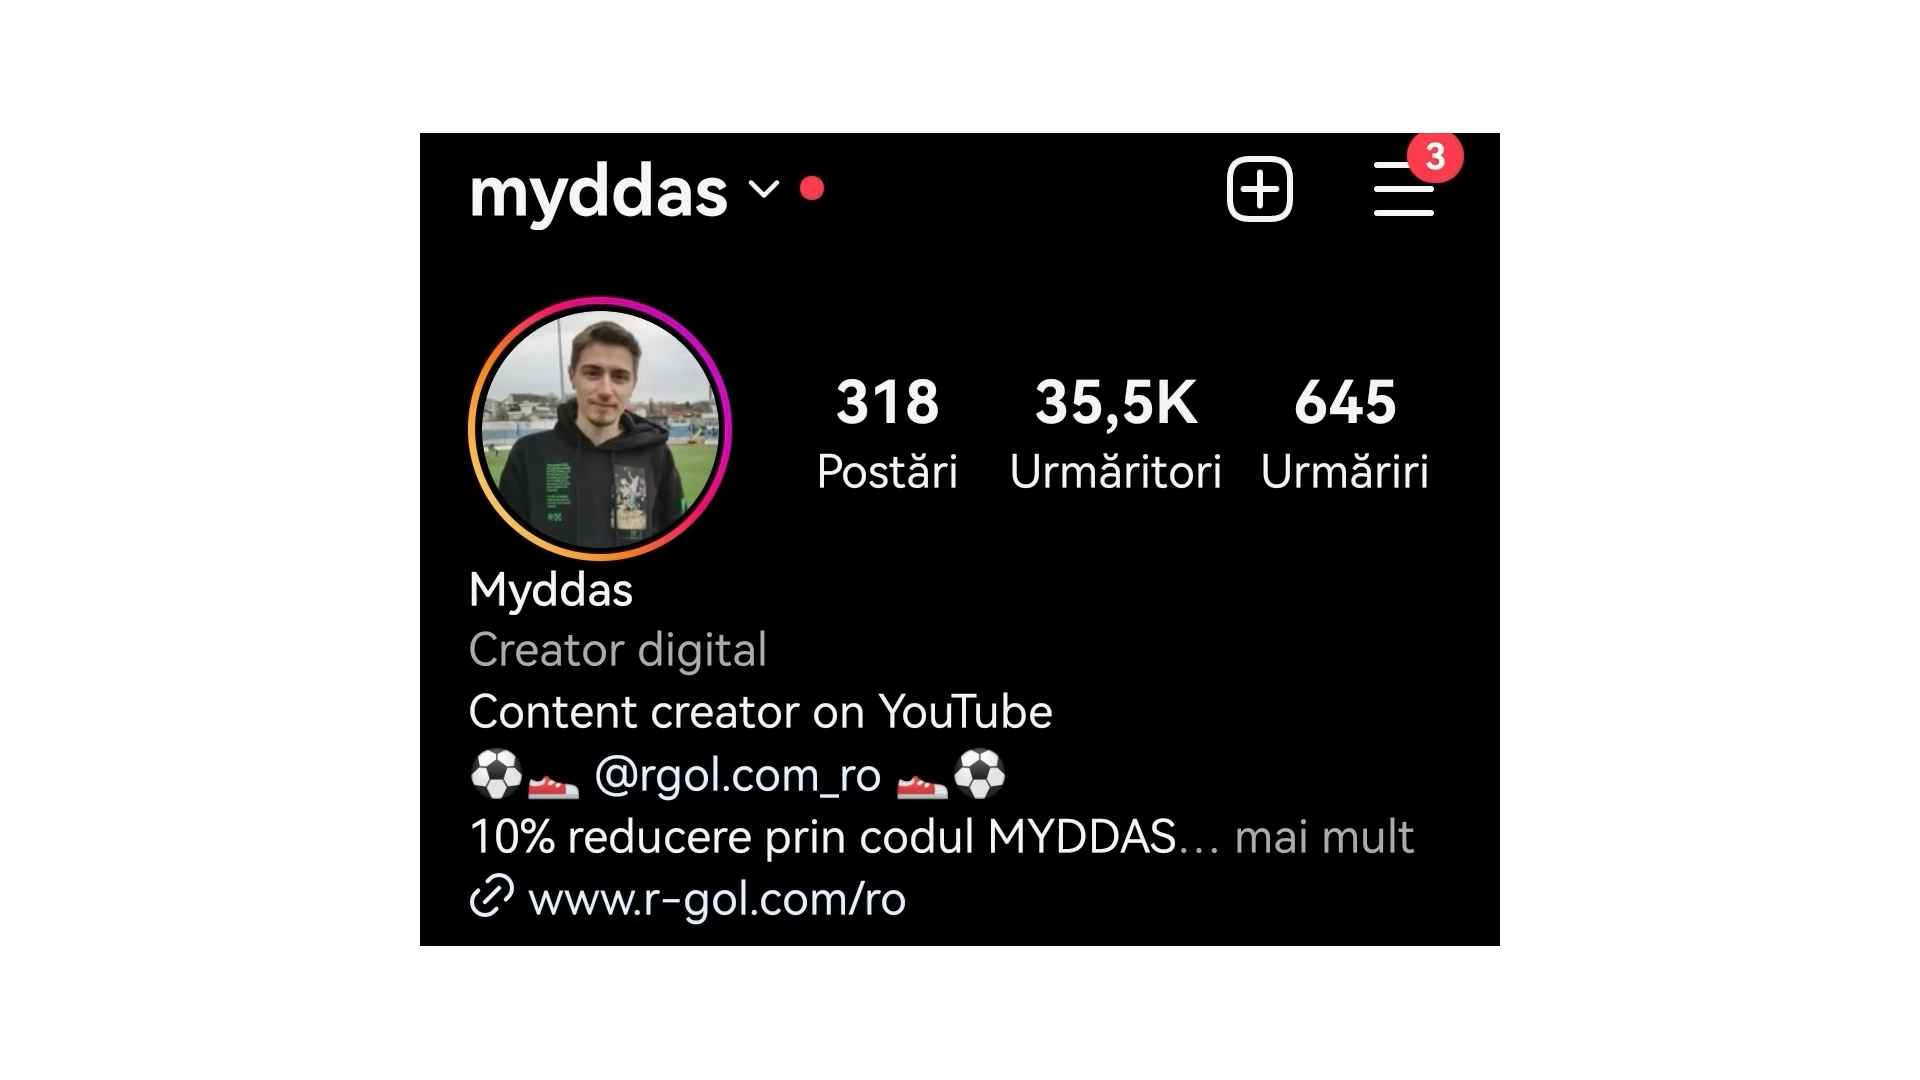 myddas
3
318 35,5K 645
Postări Urmăritori Urmăriri
Myddas
Creator digital
Content creator on YouTube
⚽👟 @rgol.com_ro 👟⚽
10% reducere prin codul MYDDAS... mai mult
www.r-gol.com/ro